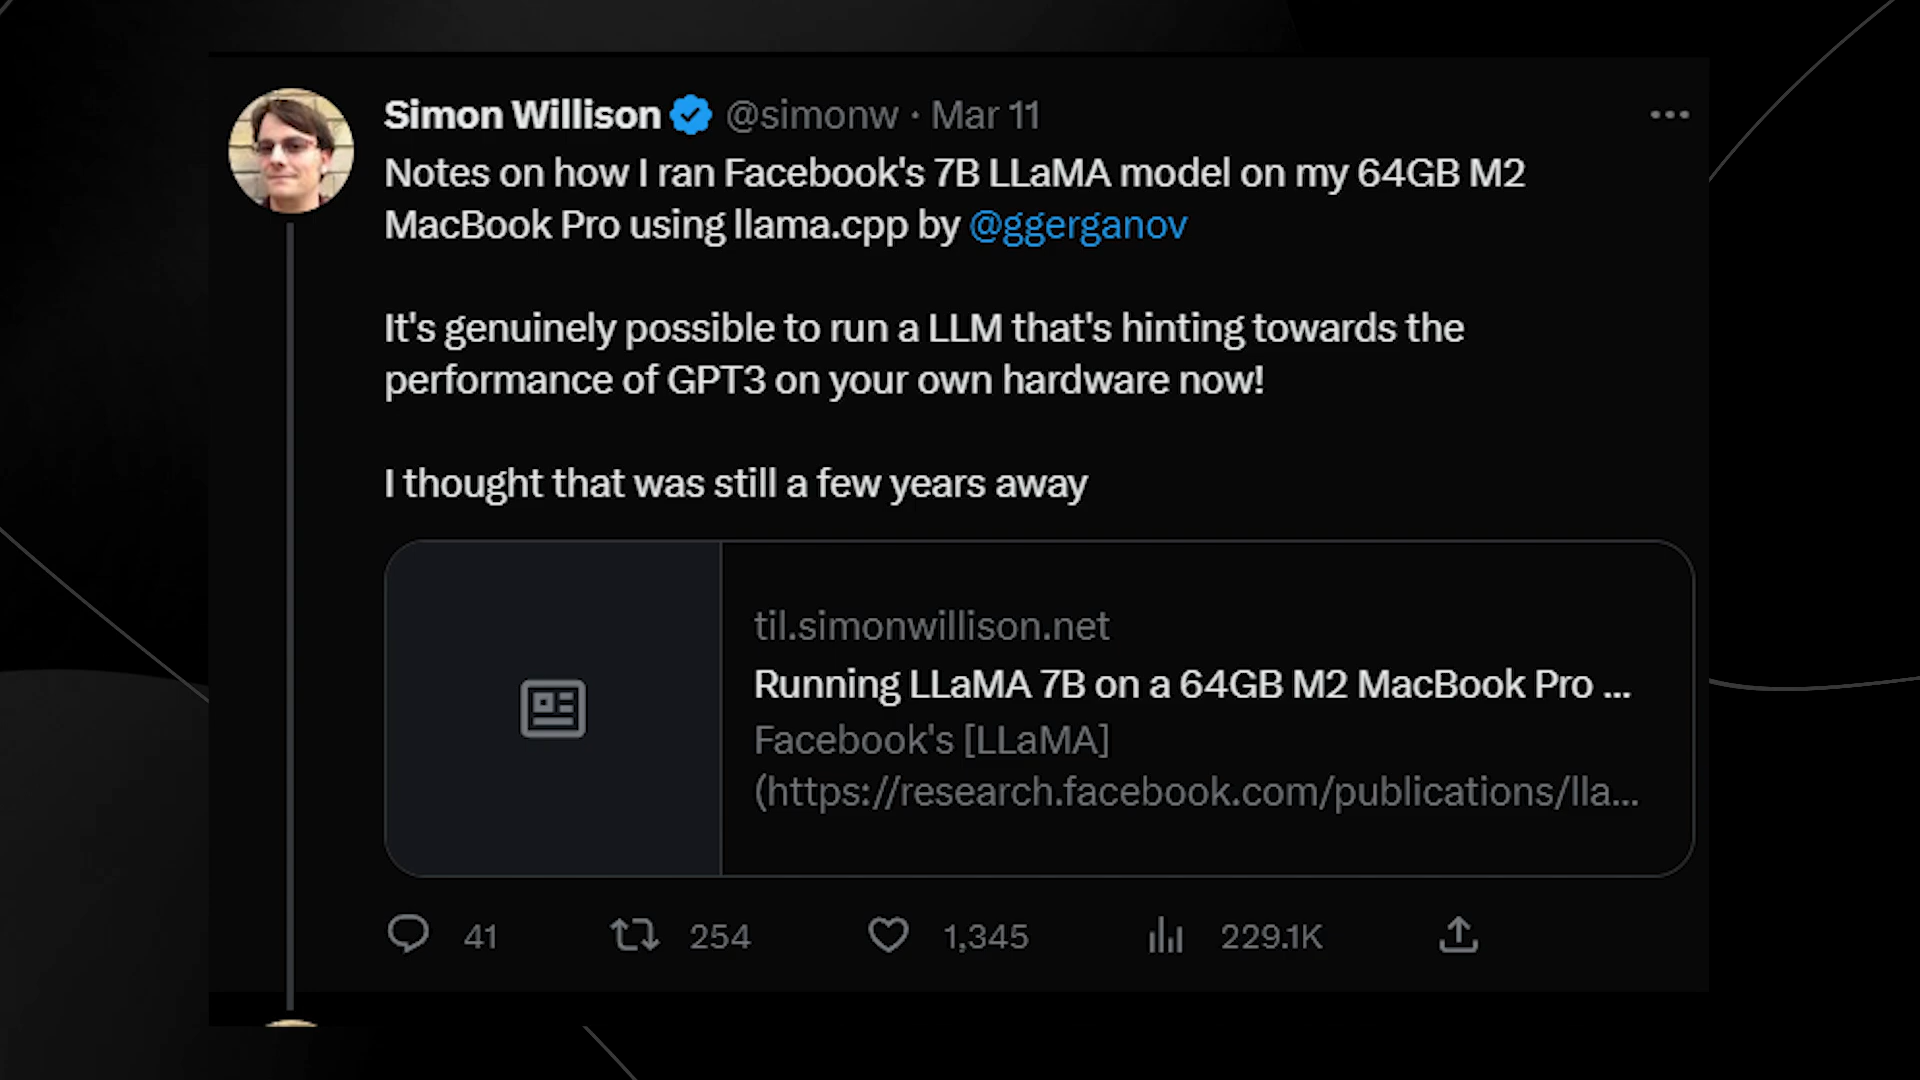 Simon Willison @simonw · Mar 11
Notes on how I ran Facebook's 7B LLaMA model on my 64GB M2
MacBook Pro using llama.cpp by @ggerganov
It's genuinely possible to run a LLM that's hinting towards the
performance of GPT3 on your own hardware now!
I thought that was still a few years away
til.simonwillison.net
Running LLaMA 7B on a 64GB M2 MacBook Pro ...
Facebook's [LLaMA]
(https://research.facebook.com/publications/lla...
41 254 1,345 229.1K